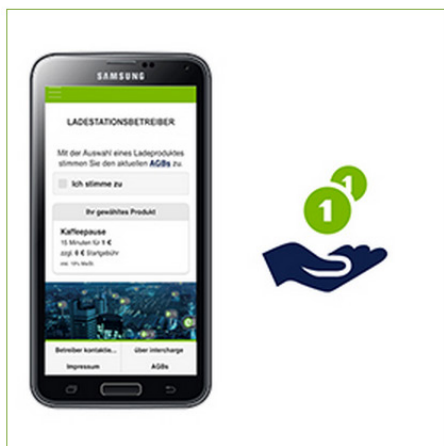 SAMSUNG
LADESTATIONSBETREIBER
Mit der Auswahl eines Ladeproduktes
stimmen Sie den aktuellen AGBs zu.
Ich stimme zu
Ihr gewähltes Produkt
Kaffeepause
15 Minuten für 1 €
zzgl. 0 € Startgebühr
inkl. 19% MwSt.
Betreiber kontaktie... über intercharge
Impressum AGBs
1
1